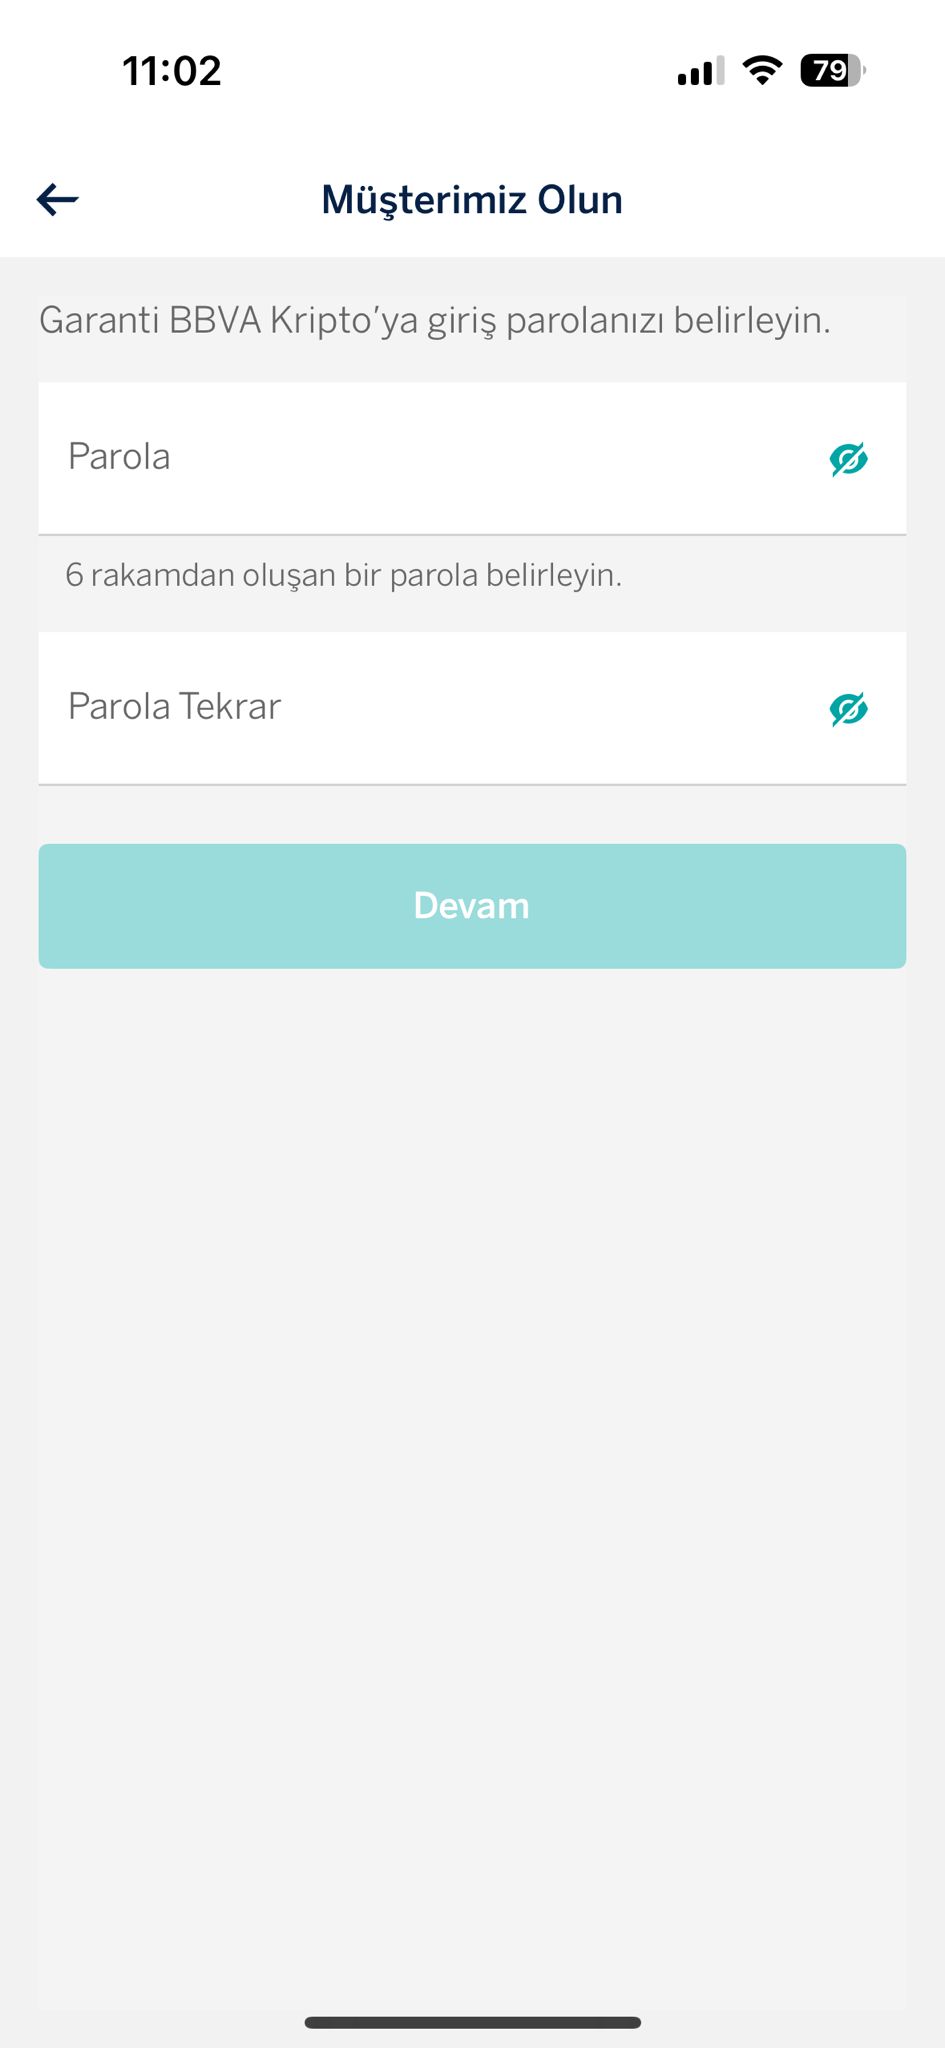 11:02
79
Müşterimiz Olun
Garanti BBVA Kripto'ya giriş parolanızı belirleyin.
Parola
6 rakamdan oluşan bir parola belirleyin.
Parola Tekrar
Devam